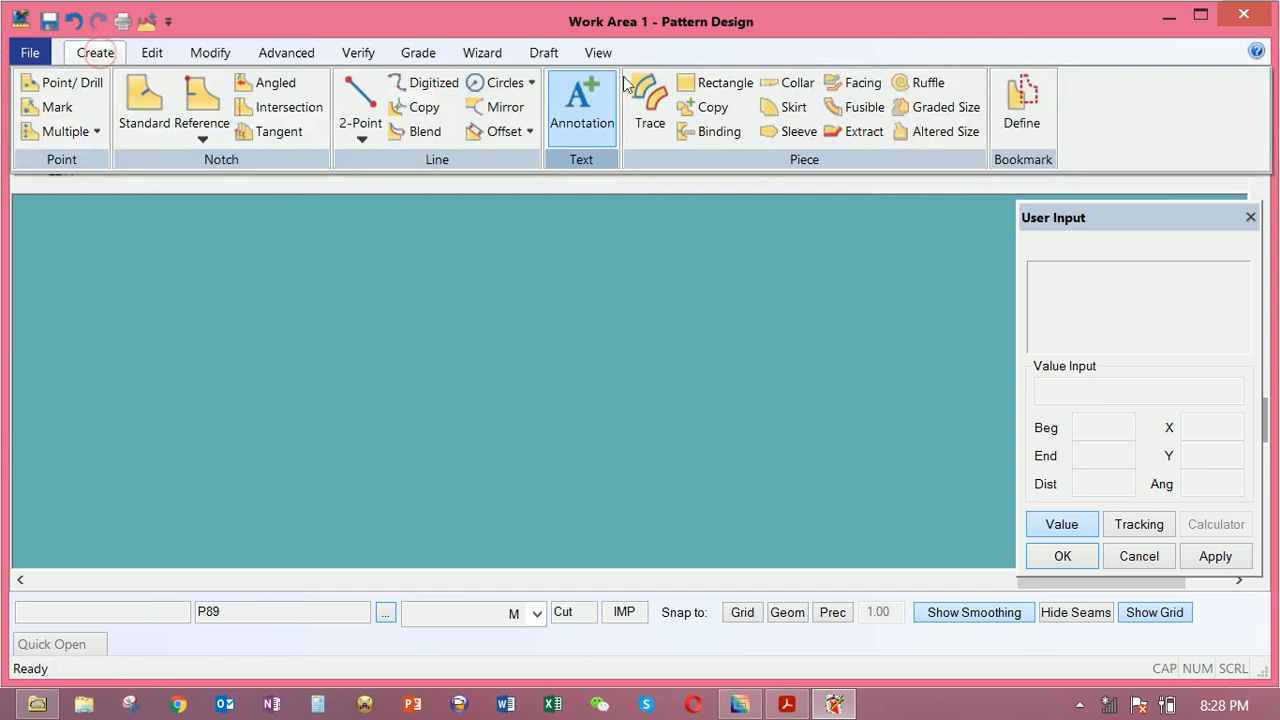 Work Area 1 - Pattern Design
File Create Edit Modify Advanced Verify Grade Wizard Draft View
Point/ Drill
Mark
Multiple
Point
Standard Reference
Angled
Intersection
Tangent
Notch
2-Point
Digitized Circles
Copy Mirror
Blend Offset
Line
Annotation
Text
Trace
Rectangle Collar Facing Ruffle
Copy Skirt Fusible Graded Size
Binding Sleeve Extract Altered Size
Piece
Define
Bookmark
User Input
Value Input
Beg X
End Y
Dist Ang
Value Tracking Calculator
OK Cancel Apply
P89 ... M Cut IMP Snap to: Grid Geom Prec 1.00 Show Smoothing Hide Seams Show Grid
Quick Open
Ready CAP NUM SCRL
8:28 PM